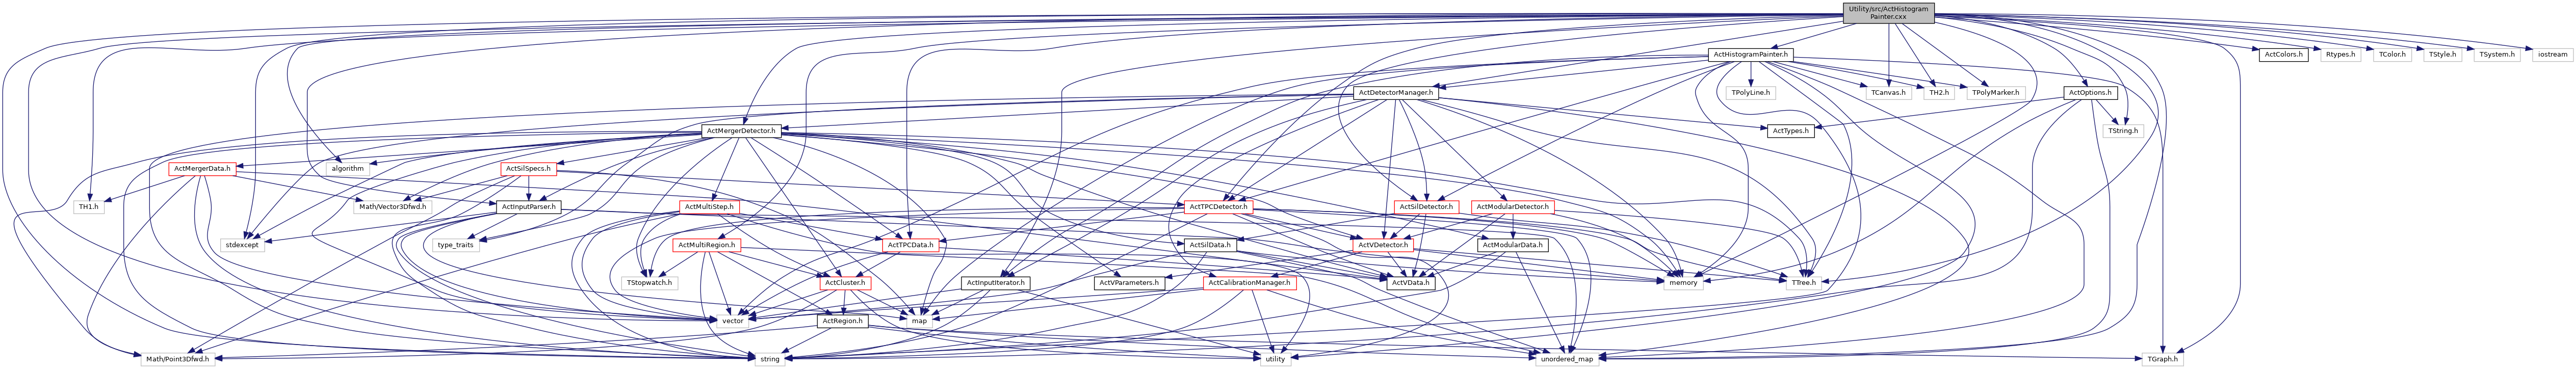 Utility/src/ActHistogram
Painter.cxx
ActHistogramPainter.h
ActColors.h
Rtypes.h
TColor.h
TStyle.h
TSystem.h
iostream
ActDetectorManager.h
TPolyLine.h
TCanvas.h
TH2.h
TPolyMarker.h
ActOptions.h
ActMergerDetector.h
ActTypes.h
TString.h
ActMergerData.h
algorithm
ActSilSpecs.h
TH1.h
Math/Vector3Dfwd.h
ActInputParser.h
ActMultiStep.h
ActTPCDetector.h
ActSilDetector.h
ActModularDetector.h
stdexcept
type_traits
ActMultiRegion.h
ActTPCData.h
ActSilData.h
ActVDetector.h
ActModularData.h
TStopwatch.h
ActCluster.h
ActInputIterator.h
ActVParameters.h
ActCalibrationManager.h
ActVData.h
memory
TTree.h
vector
ActRegion.h
map
Math/Point3Dfwd.h
string
utility
unordered_map
TGraph.h